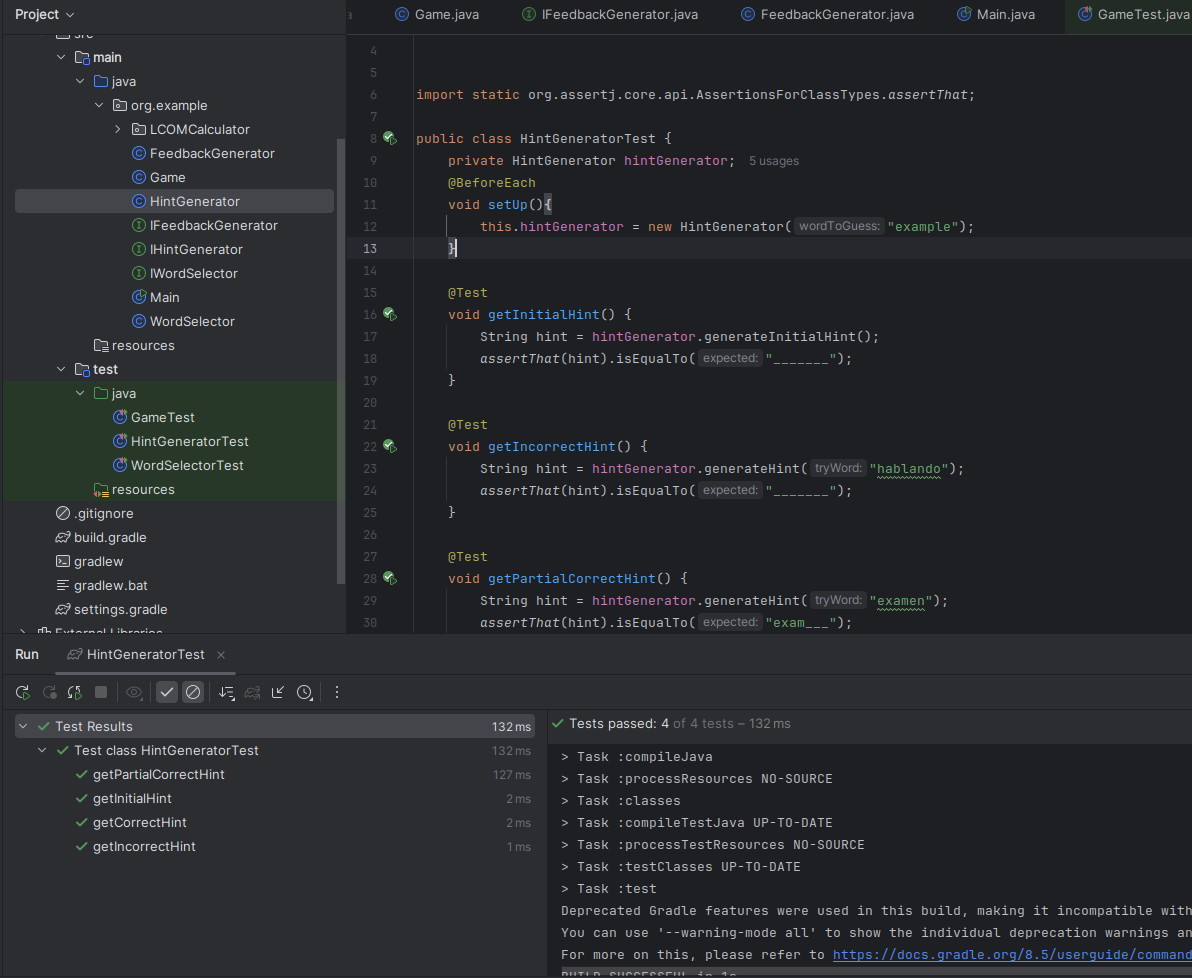 Project
Game.java
IFeedbackGenerator.java
FeedbackGenerator.java
Main.java
GameTest.java
src
main
java
org.example
LCOMCalculator
FeedbackGenerator
Game
HintGenerator
IFeedbackGenerator
IHintGenerator
IWordSelector
Main
WordSelector
resources
test
java
GameTest
HintGeneratorTest
WordSelectorTest
resources
.gitignore
build.gradle
gradlew
gradlew.bat
settings.gradle
External Libraries
4
5
6 import static org.assertj.core.api.AssertionsForClassTypes.assertThat;
7
8 public class HintGeneratorTest {
9 private HintGenerator hintGenerator; 5 usages
10 @BeforeEach
11 void setUp(){
12 this.hintGenerator = new HintGenerator( wordToGuess: "example");
13 }
14
15 @Test
16 void getInitialHint() {
17 String hint = hintGenerator.generateInitialHint();
18 assertThat(hint).isEqualTo( expected: "_______");
19 }
20
21 @Test
22 void getIncorrectHint() {
23 String hint = hintGenerator.generateHint( tryWord: "hablando");
24 assertThat(hint).isEqualTo( expected: "_______");
25 }
26
27 @Test
28 void getPartialCorrectHint() {
29 String hint = hintGenerator.generateHint( tryWord: "examen");
30 assertThat(hint).isEqualTo( expected: "exam___");
Run
HintGeneratorTest
Test Results 132 ms
Test class HintGeneratorTest 132 ms
getPartialCorrectHint 127 ms
getInitialHint 2 ms
getCorrectHint 2 ms
getIncorrectHint 1 ms
Tests passed: 4 of 4 tests – 132 ms
> Task :compileJava
> Task :processResources NO-SOURCE
> Task :classes
> Task :compileTestJava UP-TO-DATE
> Task :processTestResources NO-SOURCE
> Task :testClasses UP-TO-DATE
> Task :test
Deprecated Gradle features were used in this build, making it incompatible with
You can use '--warning-mode all' to show the individual deprecation warnings an
For more on this, please refer to https://docs.gradle.org/8.5/userguide/command
BUILD SUCCESSFUL in 1s